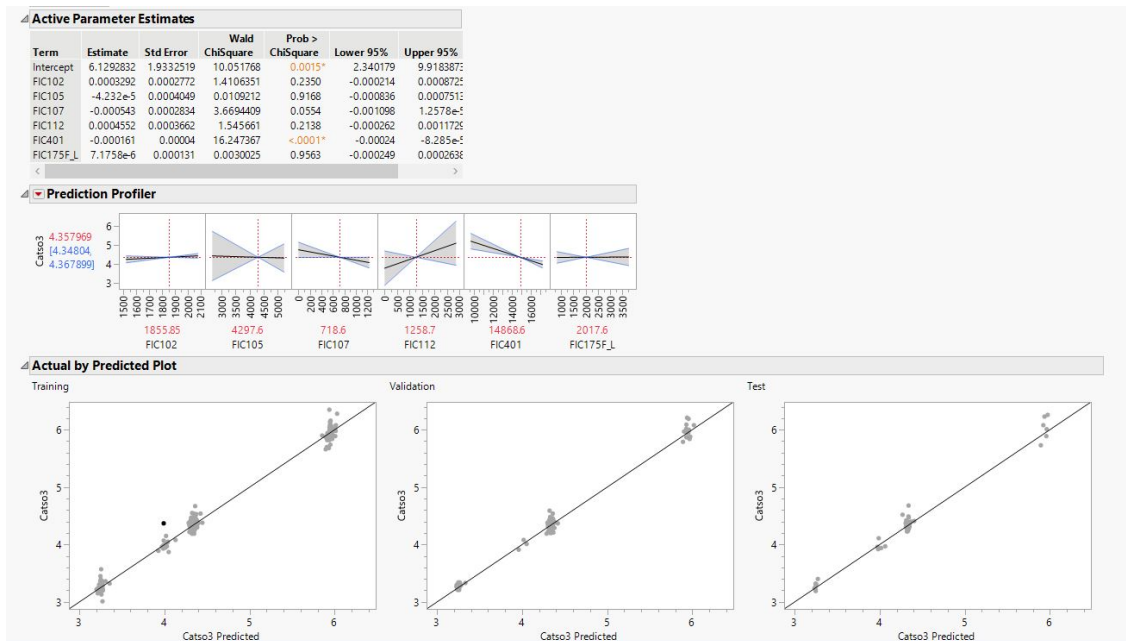 Active Parameter Estimates
Wald Prob >
Term Estimate Std Error ChiSquare ChiSquare Lower 95% Upper 95%
Intercept 6.1292832 1.9332519 10.051768 0.0015* 2.340179 9.9183873
FIC102 0.0003292 0.0002772 1.4106351 0.2350 -0.000214 0.0008725
FIC105 -4.232e-5 0.0004049 0.0109212 0.9168 -0.000836 0.0007513
FIC107 -0.000543 0.0002834 3.6694409 0.0554 -0.001098 1.2578e-5
FIC112 0.0004552 0.0003662 1.545661 0.2138 -0.000262 0.0011729
FIC401 -0.000161 0.00004 16.247367 <.0001* -0.00024 -8.285e-5
FIC175F_L 7.1758e-6 0.000131 0.0030025 0.9563 -0.000249 0.0002638
Prediction Profiler
Catso3
4.357969
[4.34804,
4.367899]
6
5
4
3
1500 1600 1700 1800 1900 2000 2100 3000 3500 4000 4500 5000 0 200 400 600 800 1000 1200 0 500 1000 1500 2000 2500 3000 10000 12000 14000 16000 1000 1500 2000 2500 3000 3500
1855.85 4297.6 718.6 1258.7 14868.6 2017.6
FIC102 FIC105 FIC107 FIC112 FIC401 FIC175F_L
Actual by Predicted Plot
Training Validation Test
Catso3 Catso3 Catso3
6 6 6
5 5 5
4 4 4
3 3 3
3 4 5 6 3 4 5 6 3 4 5 6
Catso3 Predicted Catso3 Predicted Catso3 Predicted